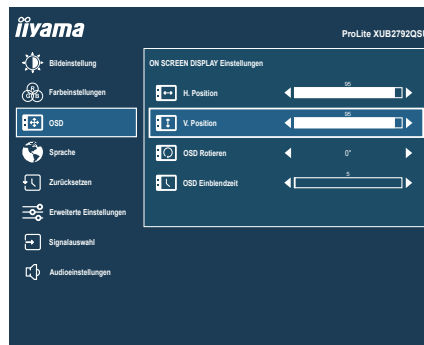 iiyama
ProLite XUB2792QSU
Bildeinstellung
Farbeinstellungen
OSD
Sprache
Zurücksetzen
Erweiterte Einstellungen
Signalauswahl
Audioeinstellungen
ON SCREEN DISPLAY Einstellungen
H. Position
95
V. Position
95
OSD Rotieren
0°
OSD Einblendzeit
5